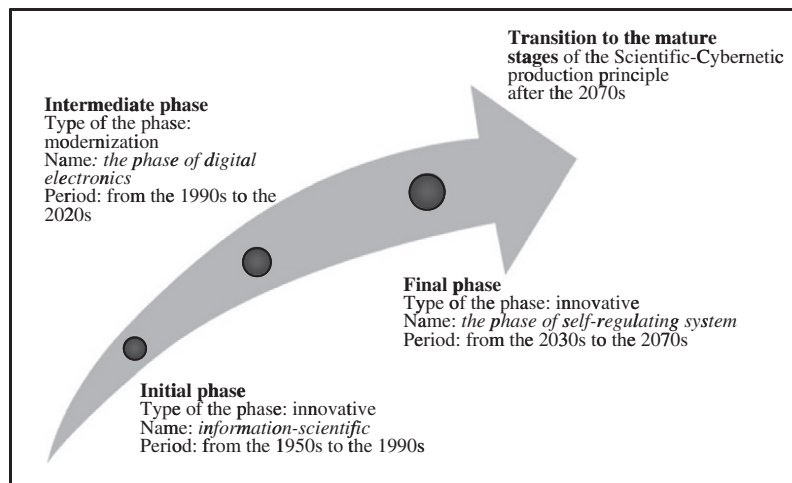 Transition to the mature
stages of the Scientific-Cybernetic
production principle
after the 2070s
Intermediate phase
Type of the phase:
modernization
Name: the phase of digital
electronics
Period: from the 1990s to the
2020s
Final phase
Type of the phase: innovative
Name: the phase of self-regulating system
Period: from the 2030s to the 2070s
Initial phase
Type of the phase: innovative
Name: information-scientific
Period: from the 1950s to the 1990s